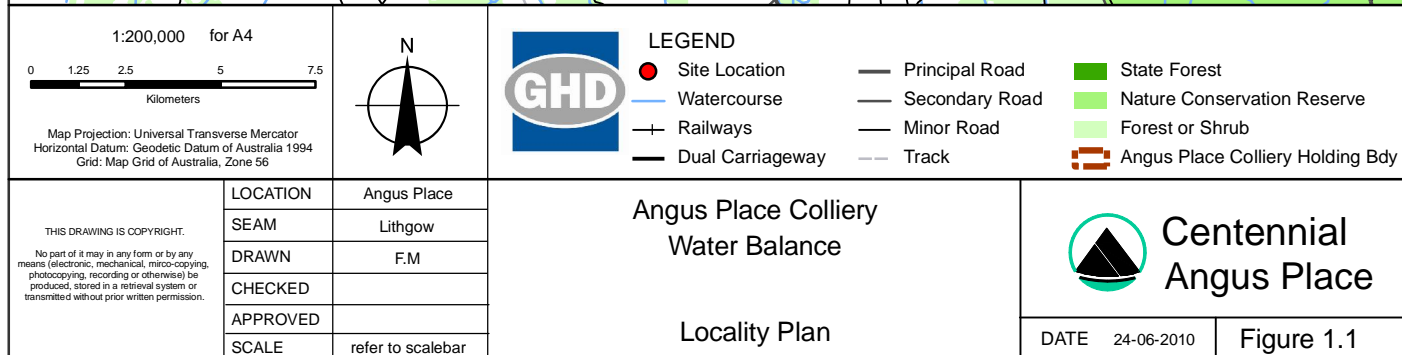 1:200,000 for A4
0 1.25 2.5 5 7.5
Kilometers
Map Projection: Universal Transverse Mercator
Horizontal Datum: Geodetic Datum of Australia 1994
Grid: Map Grid of Australia, Zone 56
N
GHD
LEGEND
Site Location
Watercourse
Railways
Dual Carriageway
Principal Road
Secondary Road
Minor Road
Track
State Forest
Nature Conservation Reserve
Forest or Shrub
Angus Place Colliery Holding Bdy
THIS DRAWING IS COPYRIGHT.
No part of it may in any form or by any
means (electronic, mechanical, mirco-copying,
photocopying, recording or otherwise) be
produced, stored in a retrieval system or
transmitted without prior written permission.
LOCATION Angus Place
SEAM Lithgow
DRAWN F.M
CHECKED
APPROVED
SCALE refer to scalebar
Angus Place Colliery
Water Balance
Locality Plan
Centennial
Angus Place
DATE 24-06-2010
Figure 1.1